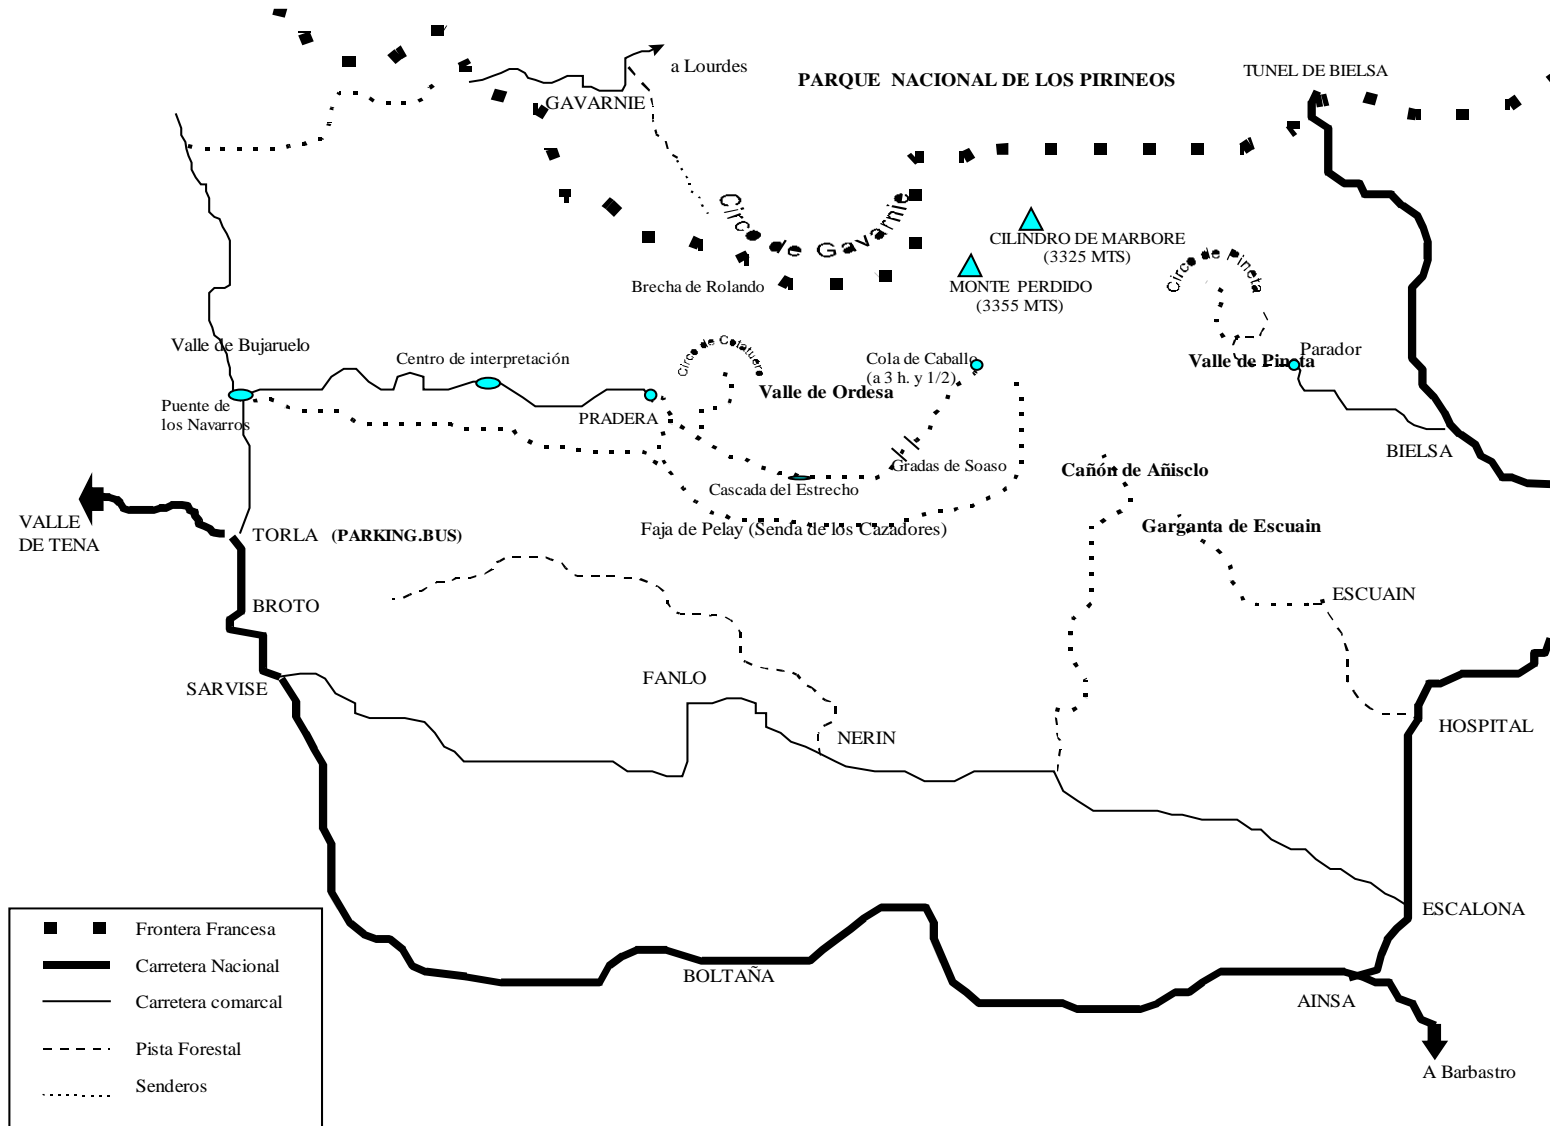 a Lourdes
PARQUE NACIONAL DE LOS PIRINEOS
TUNEL DE BIELSA
GAVARNIE
Circo de Gavarnie
CILINDRO DE MARBORE
(3325 MTS)
Circo de Pineta
Brecha de Rolando
MONTE PERDIDO
(3355 MTS)
Valle de Bujaruelo
Centro de interpretación
Circo de Cotatuero
Cola de Caballo
(a 3 h. y 1/2)
Valle de Pineta
Parador
Valle de Ordesa
Puente de
los Navarros
PRADERA
BIELSA
Gradas de Soaso
Cañón de Añisclo
Cascada del Estrecho
VALLE
DE TENA
TORLA (PARKING.BUS)
Faja de Pelay (Senda de los Cazadores)
Garganta de Escuain
BROTO
ESCUAIN
SARVISE
FANLO
NERIN
HOSPITAL
ESCALONA
BOLTAÑA
AINSA
A Barbastro
Frontera Francesa
Carretera Nacional
Carretera comarcal
Pista Forestal
Senderos